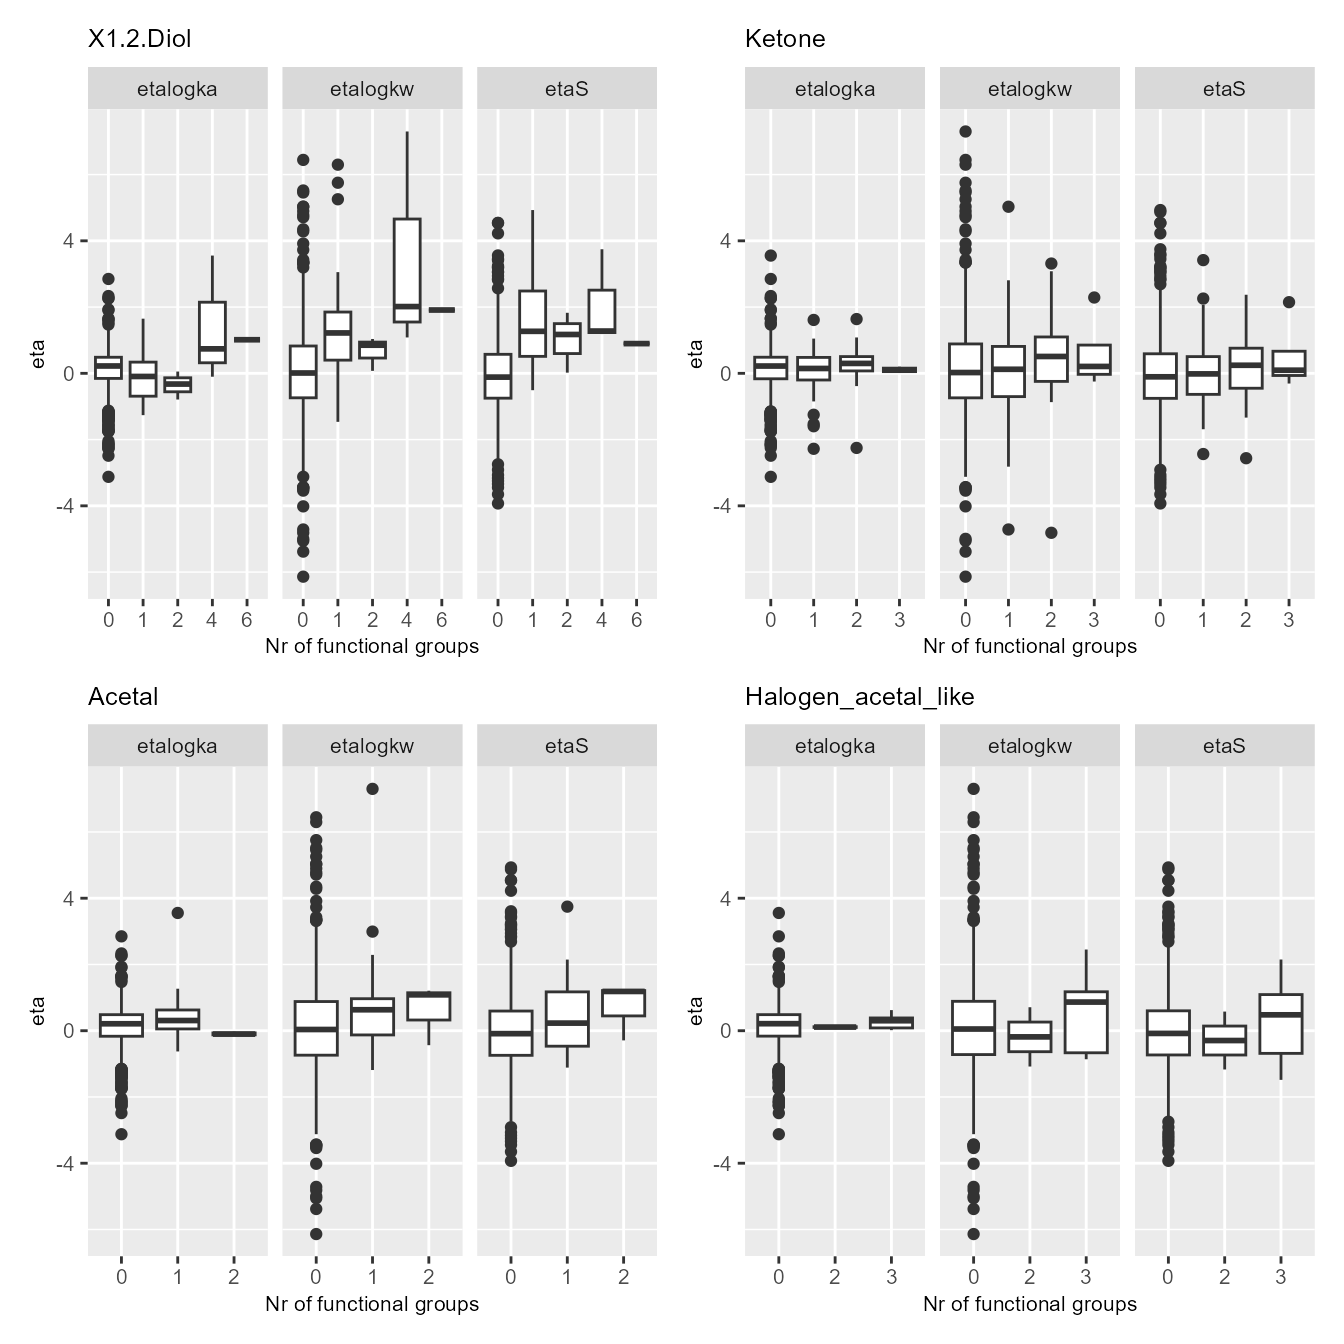 X1.2.Diol
etalogka etalogkw etaS
eta
4
0
-4
0 1 2 4 6 0 1 2 4 6 0 1 2 4 6
Nr of functional groups
Ketone
etalogka etalogkw etaS
eta
4
0
-4
0 1 2 3 0 1 2 3 0 1 2 3
Nr of functional groups
Acetal
etalogka etalogkw etaS
eta
4
0
-4
0 1 2 0 1 2 0 1 2
Nr of functional groups
Halogen_acetal_like
etalogka etalogkw etaS
eta
4
0
-4
0 2 3 0 2 3 0 2 3
Nr of functional groups